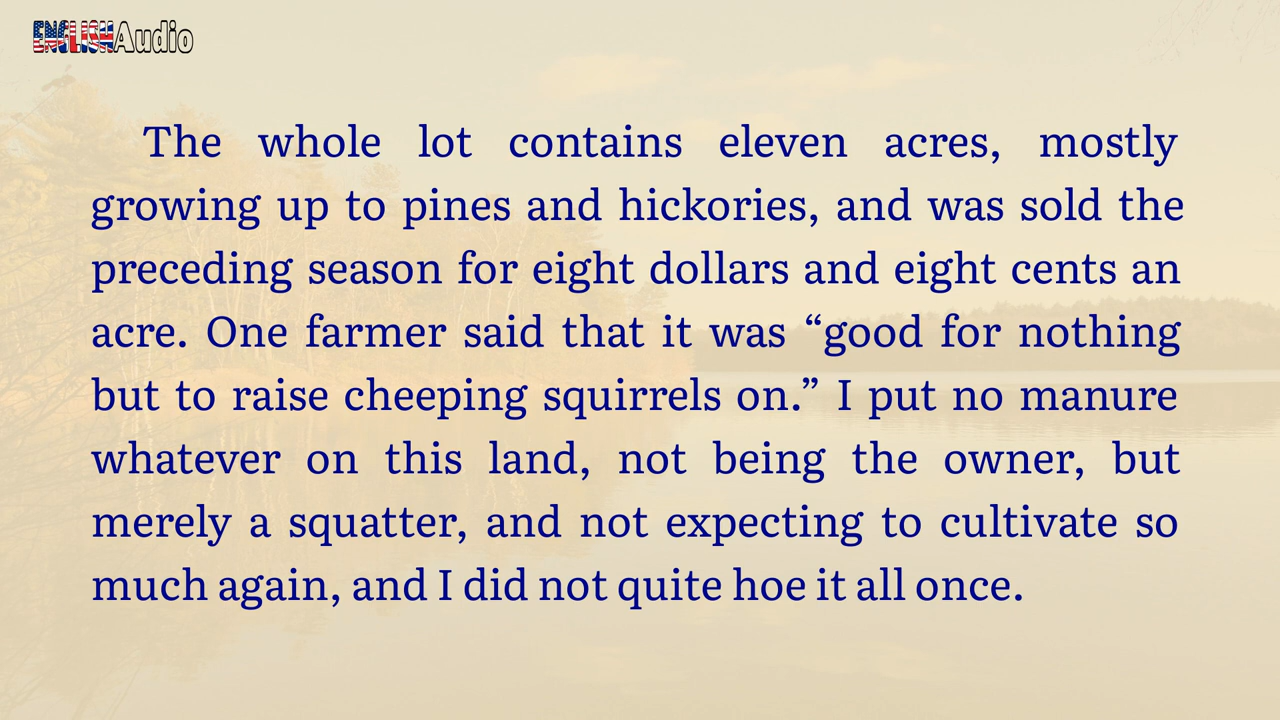 ENGLISHAudio
The whole lot contains eleven acres, mostly
growing up to pines and hickories, and was sold the
preceding season for eight dollars and eight cents an
acre. One farmer said that it was “good for nothing
but to raise cheeping squirrels on.” I put no manure
whatever on this land, not being the owner, but
merely a squatter, and not expecting to cultivate so
much again, and I did not quite hoe it all once.